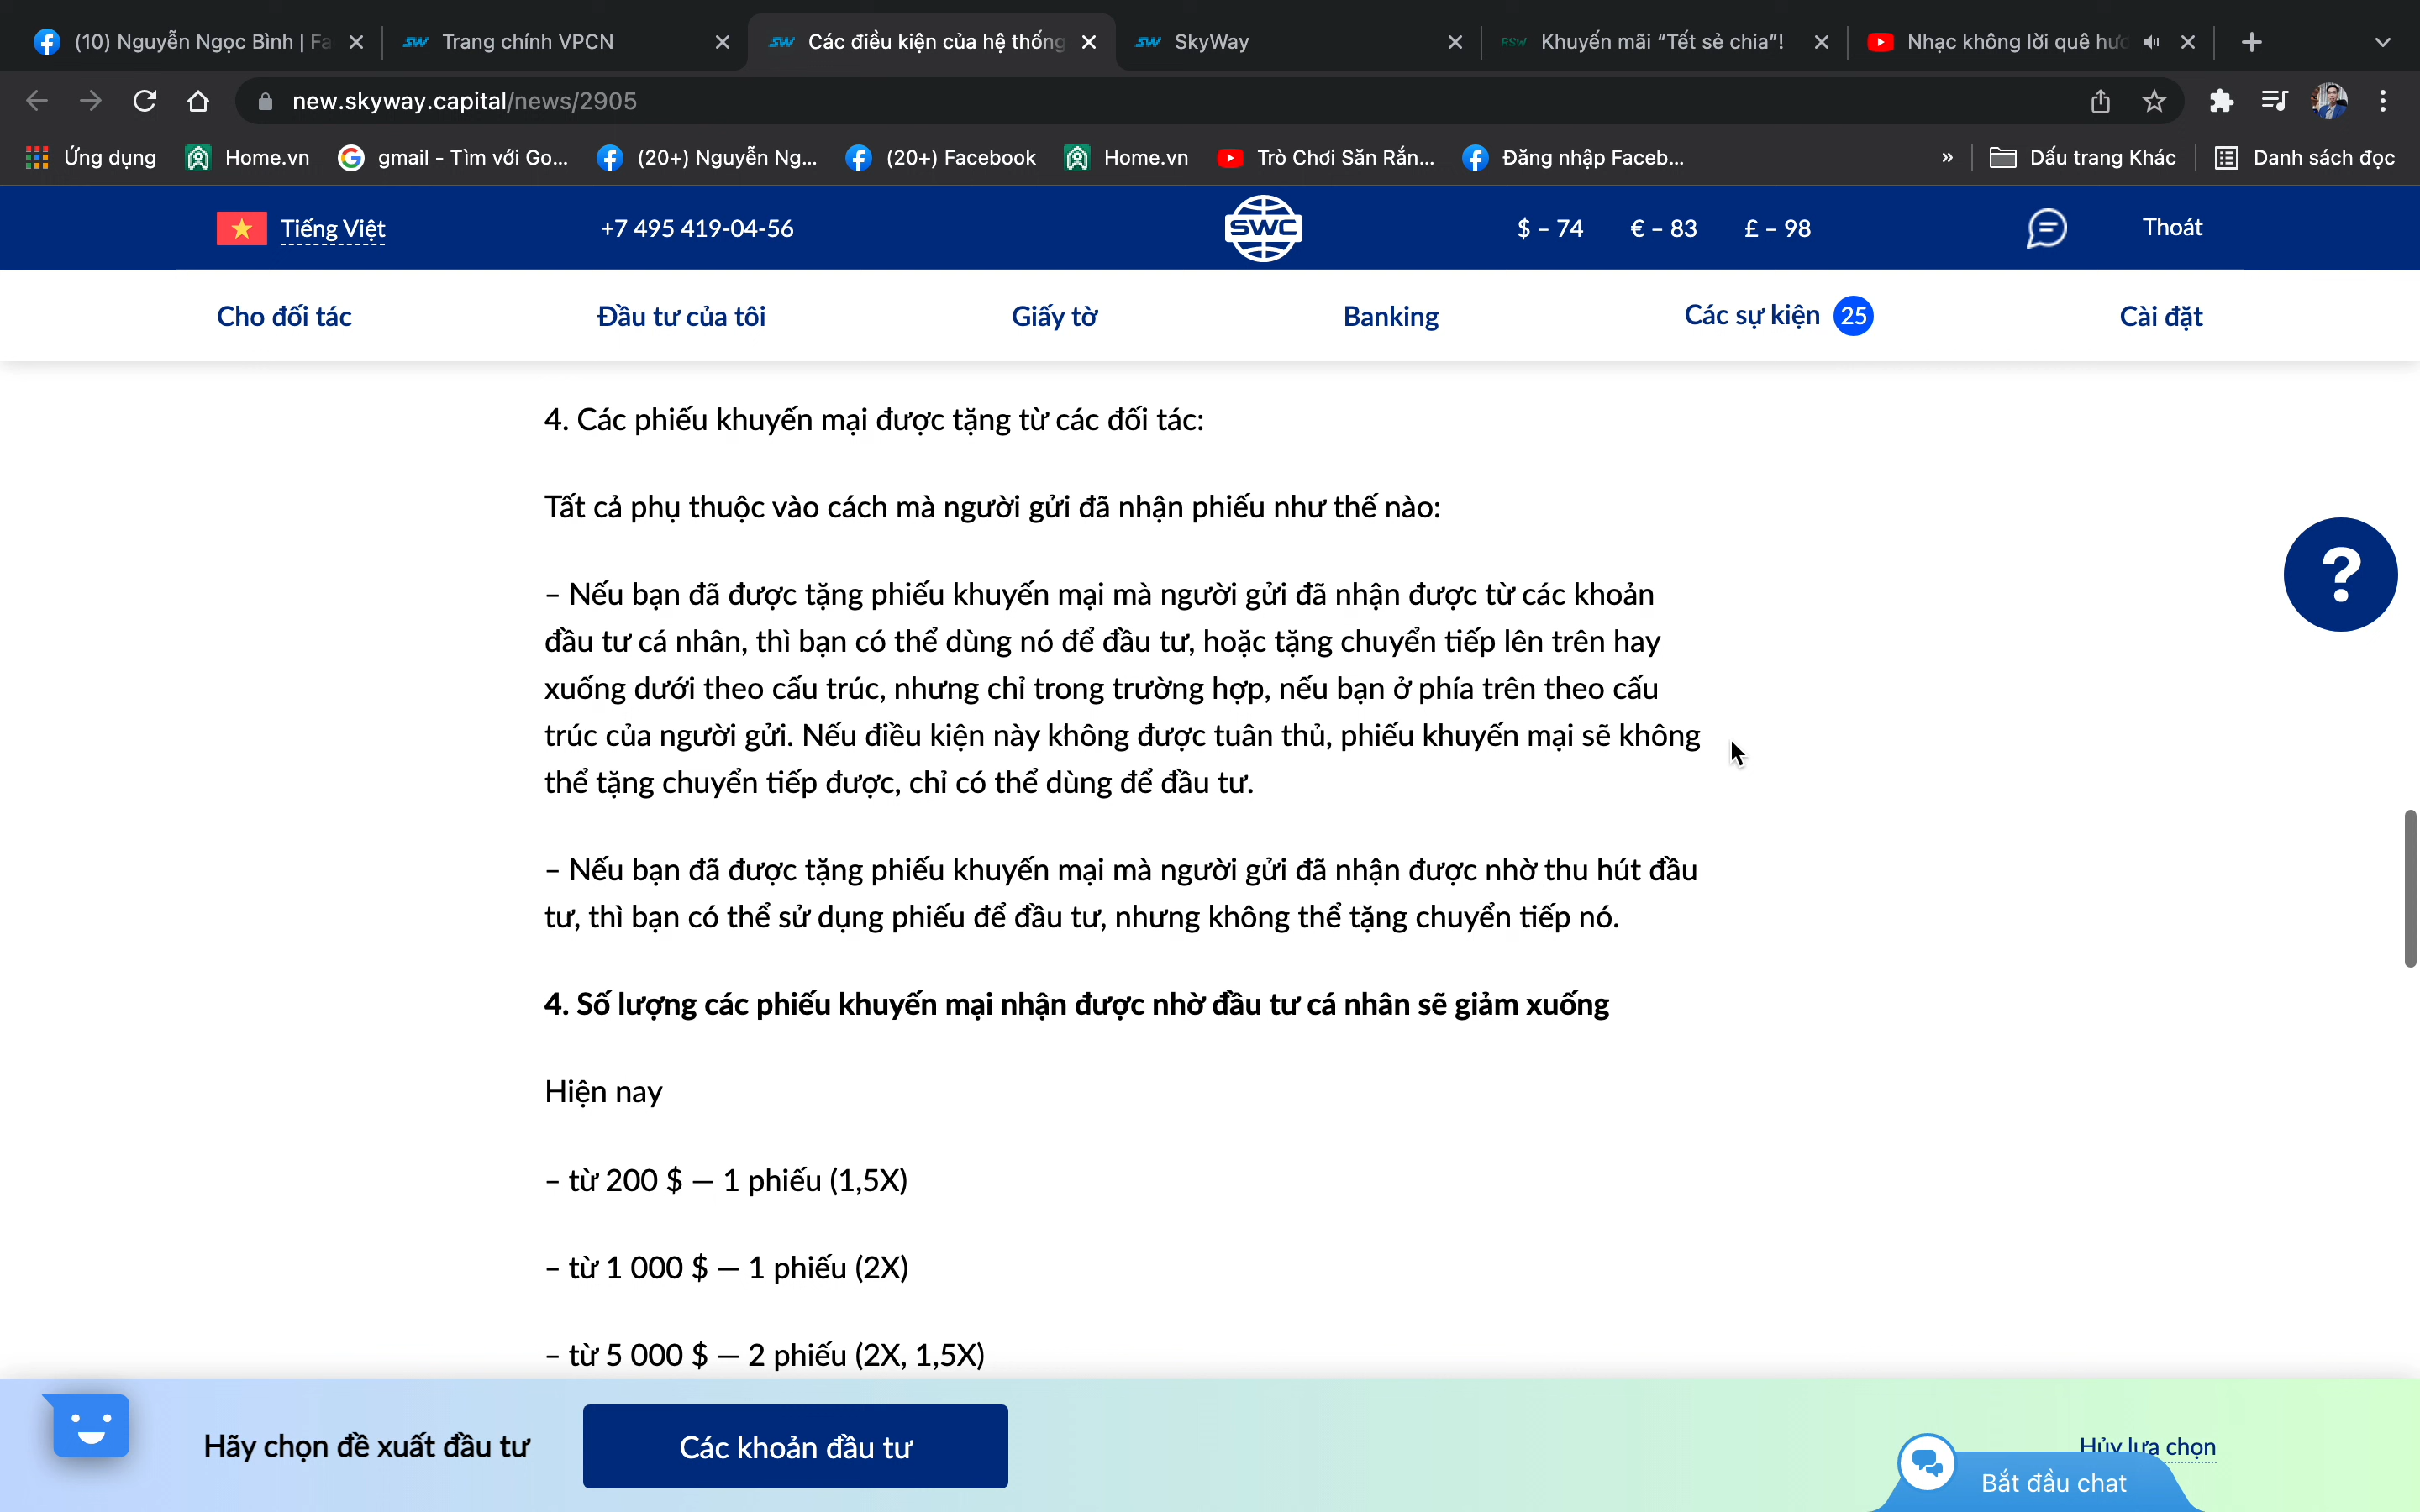 (10) Nguyễn Ngọc Bình | Fa
Trang chính VPCN
Các điều kiện của hệ thống
SkyWay
Khuyến mãi “Tết sẻ chia”!
Nhạc không lời quê hươ
new.skyway.capital/news/2905
Ứng dụng
Home.vn
gmail - Tìm với Go...
(20+) Nguyễn Ng...
(20+) Facebook
Home.vn
Trò Chơi Săn Rắn...
Đăng nhập Faceb...
»
Dấu trang Khác
Danh sách đọc
Tiếng Việt
+7 495 419-04-56
SWC
$ – 74
€ – 83
£ – 98
Thoát
Cho đối tác
Đầu tư của tôi
Giấy tờ
Banking
Các sự kiện 25
Cài đặt
4. Các phiếu khuyến mại được tặng từ các đối tác:
Tất cả phụ thuộc vào cách mà người gửi đã nhận phiếu như thế nào:
– Nếu bạn đã được tặng phiếu khuyến mại mà người gửi đã nhận được từ các khoản
đầu tư cá nhân, thì bạn có thể dùng nó để đầu tư, hoặc tặng chuyển tiếp lên trên hay
xuống dưới theo cấu trúc, nhưng chỉ trong trường hợp, nếu bạn ở phía trên theo cấu
trúc của người gửi. Nếu điều kiện này không được tuân thủ, phiếu khuyến mại sẽ không
thể tặng chuyển tiếp được, chỉ có thể dùng để đầu tư.
– Nếu bạn đã được tặng phiếu khuyến mại mà người gửi đã nhận được nhờ thu hút đầu
tư, thì bạn có thể sử dụng phiếu để đầu tư, nhưng không thể tặng chuyển tiếp nó.
4. Số lượng các phiếu khuyến mại nhận được nhờ đầu tư cá nhân sẽ giảm xuống
Hiện nay
– từ 200 $ — 1 phiếu (1,5X)
– từ 1 000 $ — 1 phiếu (2X)
– từ 5 000 $ — 2 phiếu (2X, 1,5X)
?
Hãy chọn đề xuất đầu tư
Các khoản đầu tư
Hủy lựa chọn
Bắt đầu chat